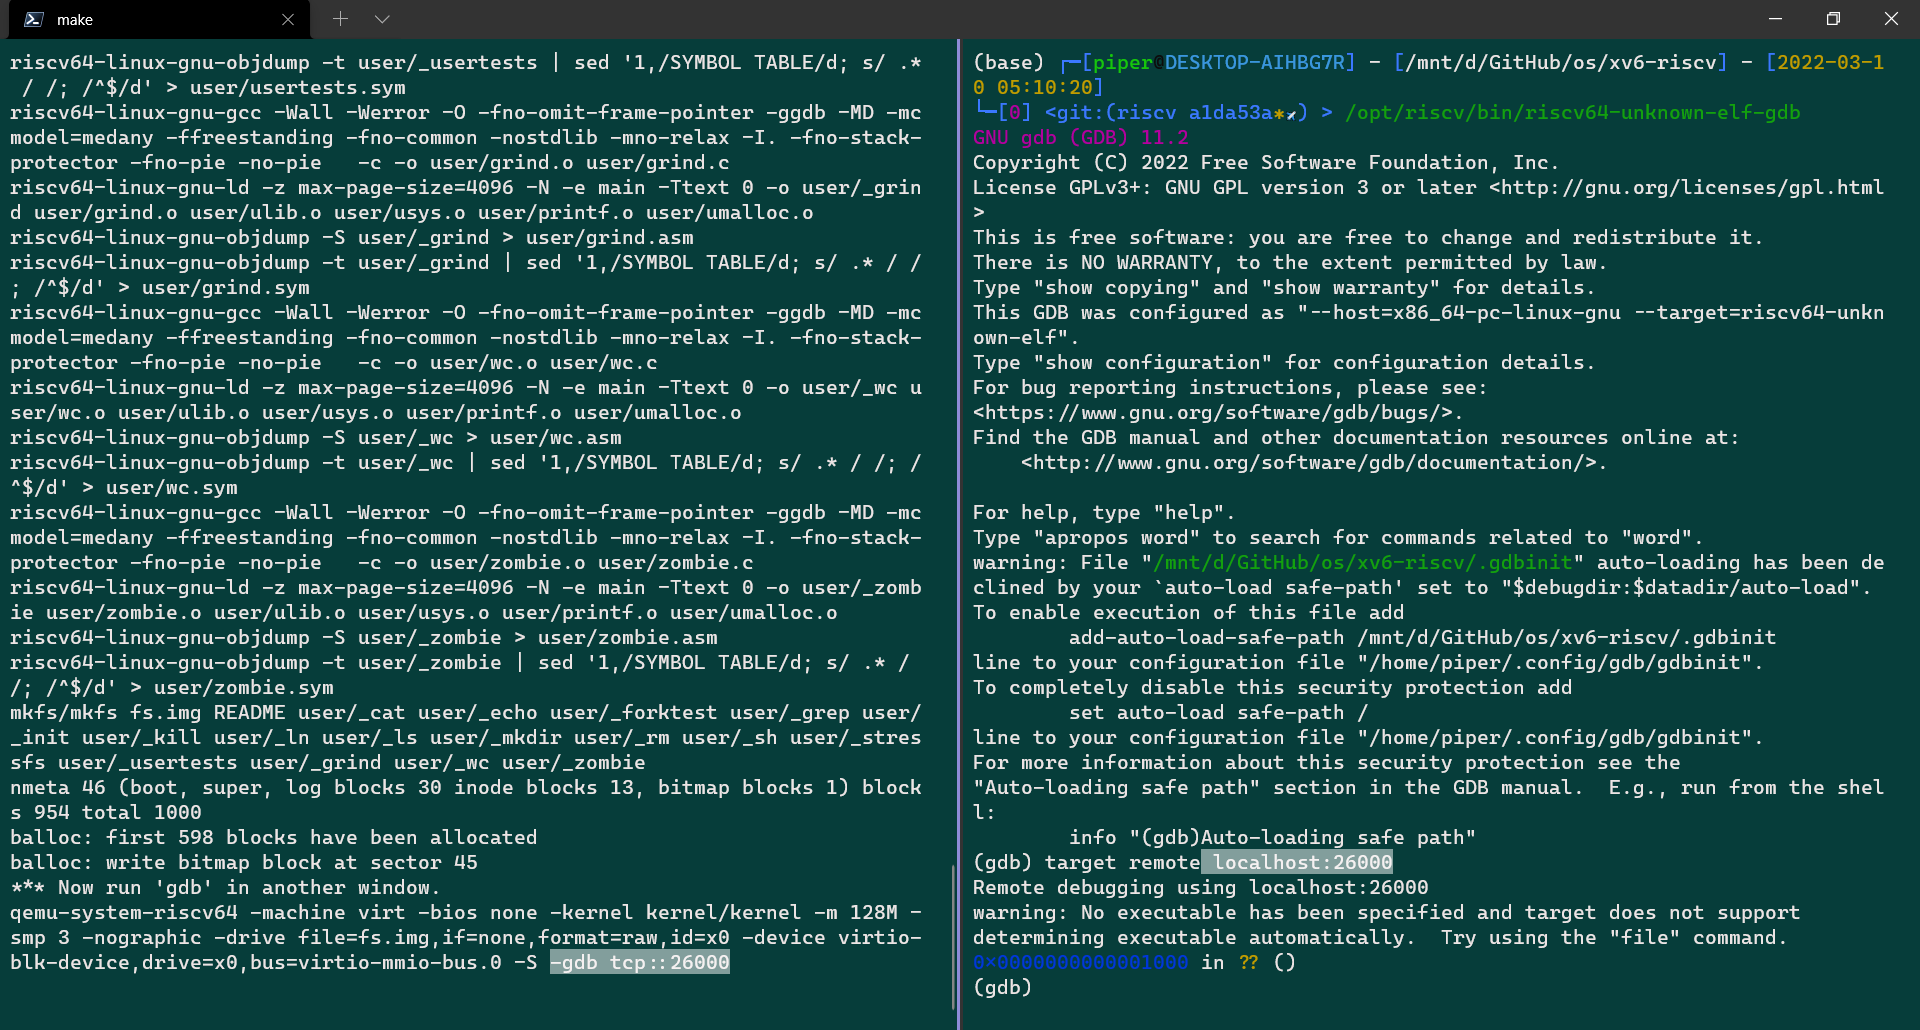 make
riscv64-linux-gnu-objdump -t user/_usertests | sed '1,/SYMBOL TABLE/d; s/ .*
 / /; /^$/d' > user/usertests.sym
riscv64-linux-gnu-gcc -Wall -Werror -O -fno-omit-frame-pointer -ggdb -MD -mc
model=medany -ffreestanding -fno-common -nostdlib -mno-relax -I. -fno-stack-
protector -fno-pie -no-pie   -c -o user/grind.o user/grind.c
riscv64-linux-gnu-ld -z max-page-size=4096 -N -e main -Ttext 0 -o user/_grin
d user/grind.o user/ulib.o user/usys.o user/printf.o user/umalloc.o
riscv64-linux-gnu-objdump -S user/_grind > user/grind.asm
riscv64-linux-gnu-objdump -t user/_grind | sed '1,/SYMBOL TABLE/d; s/ .* / /
; /^$/d' > user/grind.sym
riscv64-linux-gnu-gcc -Wall -Werror -O -fno-omit-frame-pointer -ggdb -MD -mc
model=medany -ffreestanding -fno-common -nostdlib -mno-relax -I. -fno-stack-
protector -fno-pie -no-pie   -c -o user/wc.o user/wc.c
riscv64-linux-gnu-ld -z max-page-size=4096 -N -e main -Ttext 0 -o user/_wc u
ser/wc.o user/ulib.o user/usys.o user/printf.o user/umalloc.o
riscv64-linux-gnu-objdump -S user/_wc > user/wc.asm
riscv64-linux-gnu-objdump -t user/_wc | sed '1,/SYMBOL TABLE/d; s/ .* / /; /
^$/d' > user/wc.sym
riscv64-linux-gnu-gcc -Wall -Werror -O -fno-omit-frame-pointer -ggdb -MD -mc
model=medany -ffreestanding -fno-common -nostdlib -mno-relax -I. -fno-stack-
protector -fno-pie -no-pie   -c -o user/zombie.o user/zombie.c
riscv64-linux-gnu-ld -z max-page-size=4096 -N -e main -Ttext 0 -o user/_zomb
ie user/zombie.o user/ulib.o user/usys.o user/printf.o user/umalloc.o
riscv64-linux-gnu-objdump -S user/_zombie > user/zombie.asm
riscv64-linux-gnu-objdump -t user/_zombie | sed '1,/SYMBOL TABLE/d; s/ .* /
/; /^$/d' > user/zombie.sym
mkfs/mkfs fs.img README user/_cat user/_echo user/_forktest user/_grep user/
_init user/_kill user/_ln user/_ls user/_mkdir user/_rm user/_sh user/_stres
sfs user/_usertests user/_grind user/_wc user/_zombie
nmeta 46 (boot, super, log blocks 30 inode blocks 13, bitmap blocks 1) block
s 954 total 1000
balloc: first 598 blocks have been allocated
balloc: write bitmap block at sector 45
*** Now run 'gdb' in another window.
qemu-system-riscv64 -machine virt -bios none -kernel kernel/kernel -m 128M -
smp 3 -nographic -drive file=fs.img,if=none,format=raw,id=x0 -device virtio-
blk-device,drive=x0,bus=virtio-mmio-bus.0 -S -gdb tcp::26000
(base) ┌─[piper@DESKTOP-AIHBG7R] - [/mnt/d/GitHub/os/xv6-riscv] - [2022-03-1
0 05:10:20]
└─[0] <git:(riscv a1da53a✱✈) > /opt/riscv/bin/riscv64-unknown-elf-gdb
GNU gdb (GDB) 11.2
Copyright (C) 2022 Free Software Foundation, Inc.
License GPLv3+: GNU GPL version 3 or later <http://gnu.org/licenses/gpl.html
>
This is free software: you are free to change and redistribute it.
There is NO WARRANTY, to the extent permitted by law.
Type "show copying" and "show warranty" for details.
This GDB was configured as "--host=x86_64-pc-linux-gnu --target=riscv64-unkn
own-elf".
Type "show configuration" for configuration details.
For bug reporting instructions, please see:
<https://www.gnu.org/software/gdb/bugs/>.
Find the GDB manual and other documentation resources online at:
    <http://www.gnu.org/software/gdb/documentation/>.
For help, type "help".
Type "apropos word" to search for commands related to "word".
warning: File "/mnt/d/GitHub/os/xv6-riscv/.gdbinit" auto-loading has been de
clined by your `auto-load safe-path' set to "$debugdir:$datadir/auto-load".
To enable execution of this file add
        add-auto-load-safe-path /mnt/d/GitHub/os/xv6-riscv/.gdbinit
line to your configuration file "/home/piper/.config/gdb/gdbinit".
To completely disable this security protection add
        set auto-load safe-path /
line to your configuration file "/home/piper/.config/gdb/gdbinit".
For more information about this security protection see the
"Auto-loading safe path" section in the GDB manual.  E.g., run from the shel
l:
        info "(gdb)Auto-loading safe path"
(gdb) target remote localhost:26000
Remote debugging using localhost:26000
warning: No executable has been specified and target does not support
determining executable automatically.  Try using the "file" command.
0x0000000000001000 in ?? ()
(gdb)